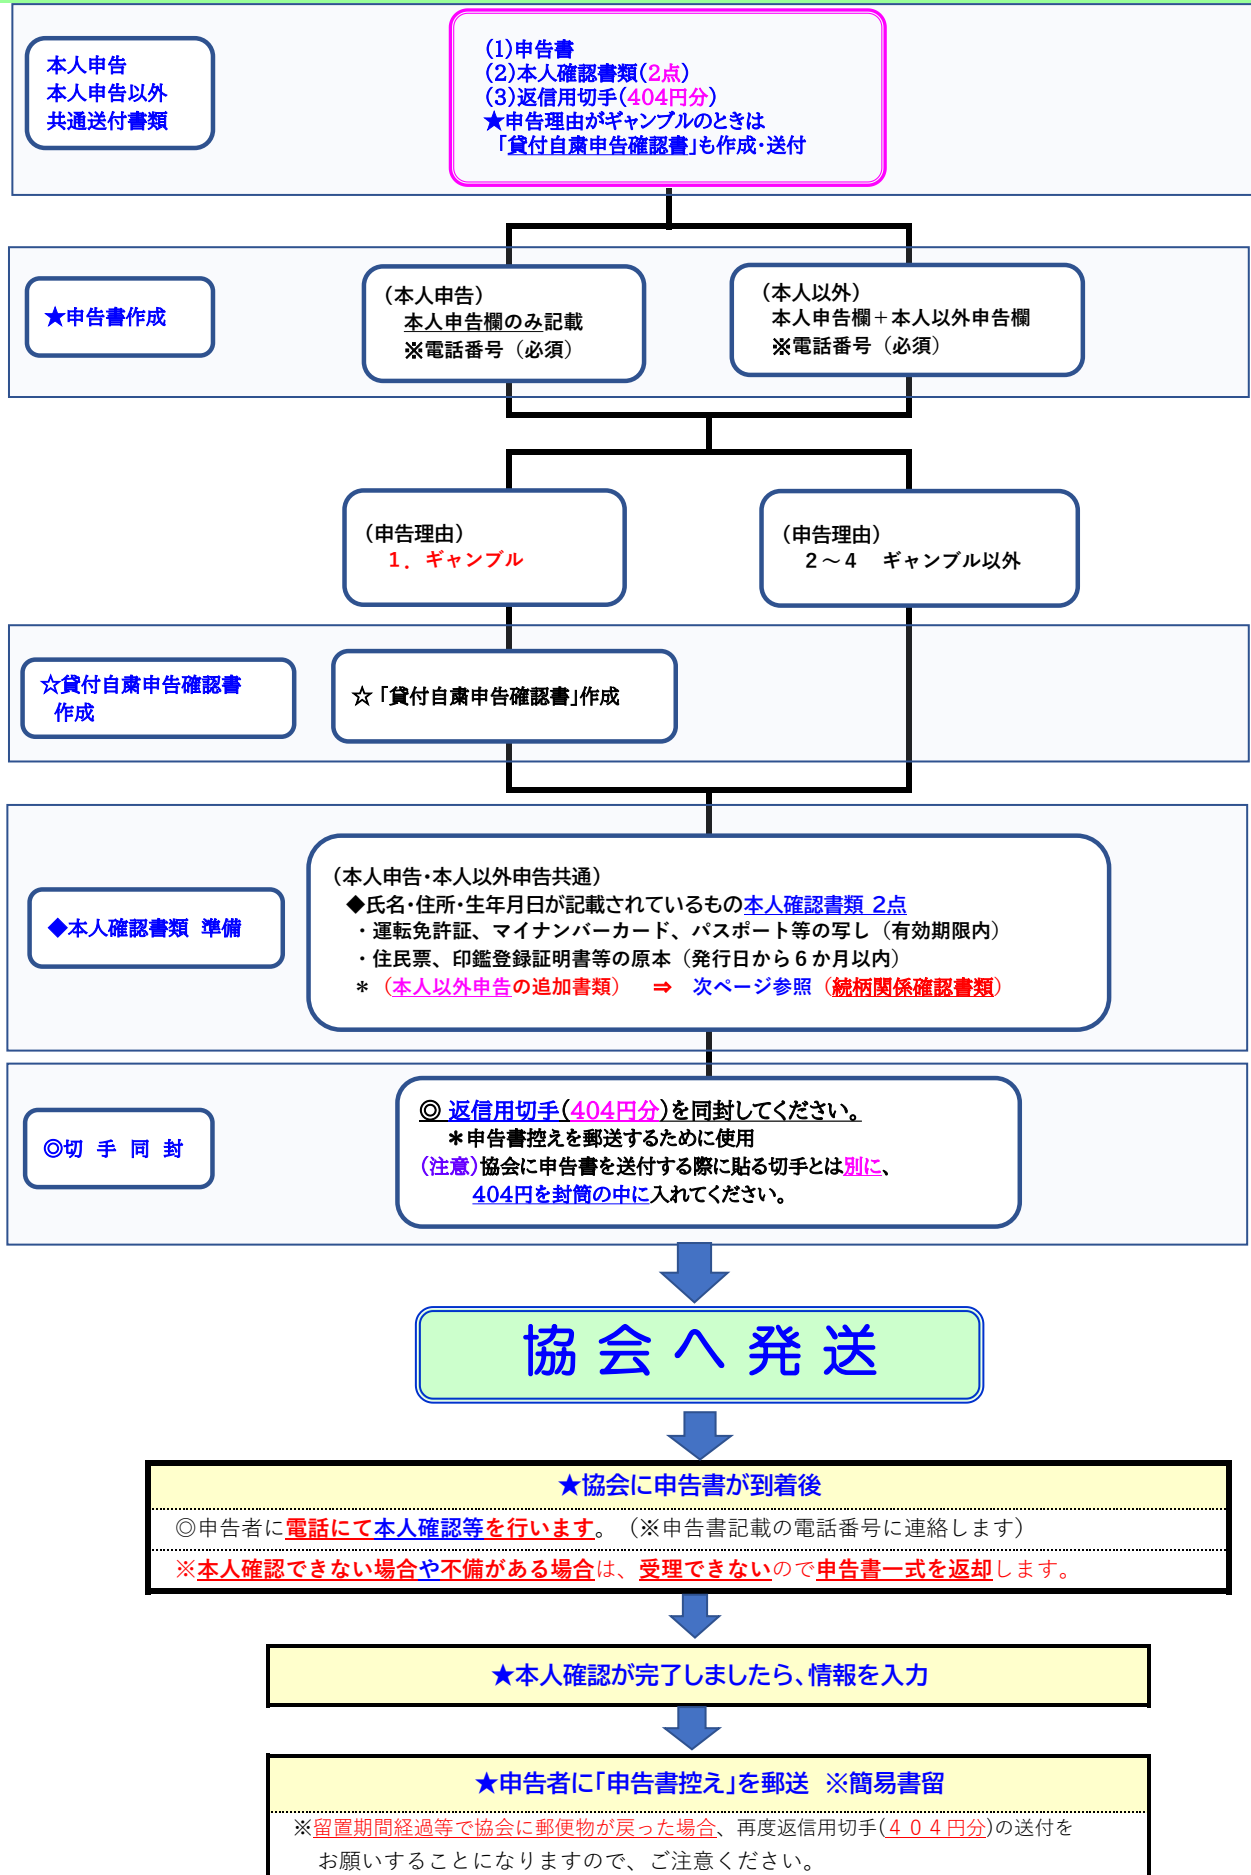 本人申告
本人申告以外
共通送付書類
(1)申告書
(2)本人確認書類(2点)
(3)返信用切手(404円分)
★申告理由がギャンブルのときは
「貸付自粛申告確認書」も作成・送付
★申告書作成
（本人申告）
本人申告欄のみ記載
※電話番号（必須）
（本人以外）
本人申告欄＋本人以外申告欄
※電話番号（必須）
（申告理由）
１．ギャンブル
（申告理由）
２～４　ギャンブル以外
☆貸付自粛申告確認書
作成
☆「貸付自粛申告確認書」作成
◆本人確認書類 準備
（本人申告・本人以外申告共通）
◆氏名・住所・生年月日が記載されているもの本人確認書類 2点
・運転免許証、マイナンバーカード、パスポート等の写し（有効期限内）
・住民票、印鑑登録証明書等の原本（発行日から６か月以内）
＊（本人以外申告の追加書類）　⇒　次ページ参照（続柄関係確認書類）
◎切 手 同 封
◎ 返信用切手(404円分)を同封してください。
＊申告書控えを郵送するために使用
(注意)協会に申告書を送付する際に貼る切手とは別に、
404円を封筒の中に入れてください。
協 会 へ 発 送
★協会に申告書が到着後
◎申告者に電話にて本人確認等を行います。（※申告書記載の電話番号に連絡します）
※本人確認できない場合や不備がある場合は、受理できないので申告書一式を返却します。
★本人確認が完了しましたら、情報を入力
★申告者に「申告書控え」を郵送 ※簡易書留
※留置期間経過等で協会に郵便物が戻った場合、再度返信用切手(４０４円分)の送付を
お願いすることになりますので、ご注意ください。